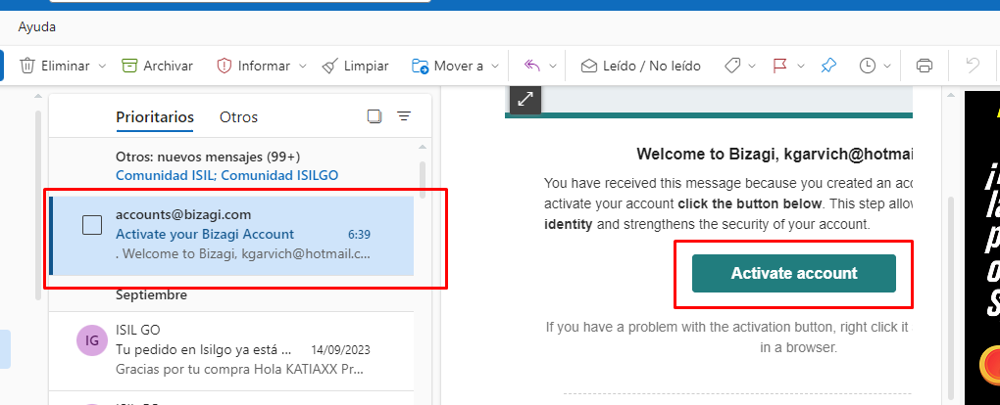 Ayuda
Eliminar
Archivar
Informar
Limpiar
Mover a
Leído / No leído
Prioritarios
Otros
Otros: nuevos mensajes (99+)
Comunidad ISIL; Comunidad ISILGO
accounts@bizagi.com
Activate your Bizagi Account 6:39
. Welcome to Bizagi, kgarvich@hotmail.c...
Septiembre
IG
ISIL GO
Tu pedido en Isilgo ya está ... 14/09/2023
Gracias por tu compra Hola KATIAXX Pr...
Welcome to Bizagi, kgarvich@hotmai
You have received this message because you created an acc
activate your account click the button below. This step allow
identity and strengthens the security of your account.
Activate account
If you have a problem with the activation button, right click it
in a browser.